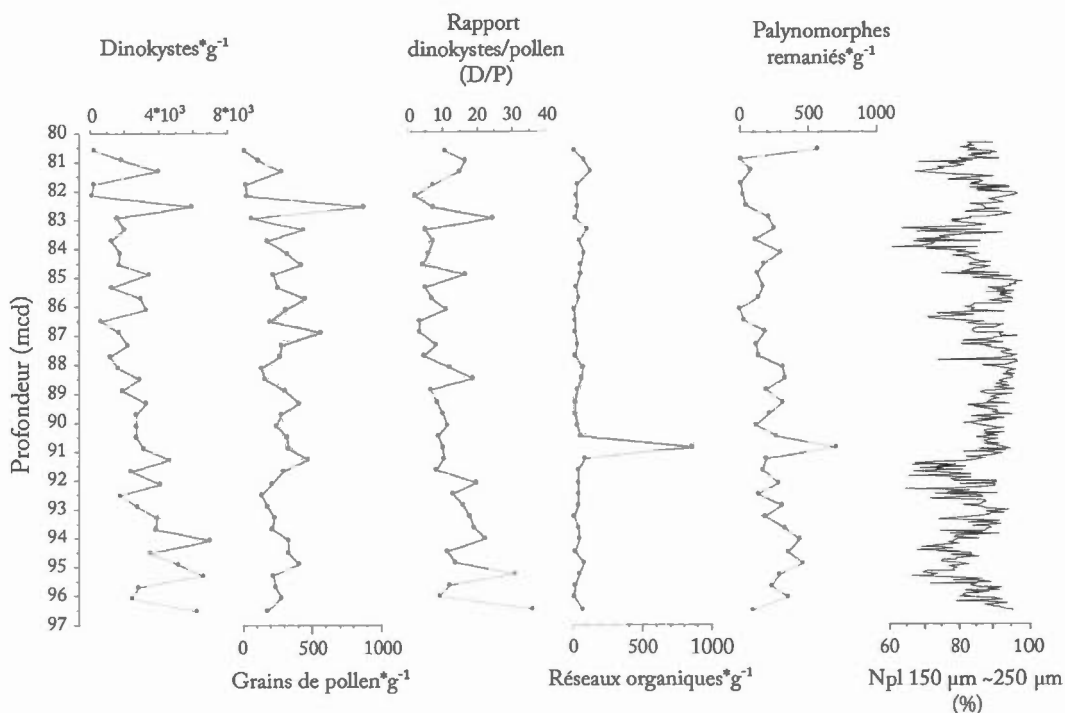 Dinokystes*g⁻¹
Rapport
dinokystes/pollen
(D/P)
Palynomorphes
remaniés*g⁻¹
0 4*10³ 8*10³
0 10 20 30 40
0 500 1000
80
81
82
83
84
85
86
87
88
89
90
91
92
93
94
95
96
97
Profondeur (mcd)
0 500 1000
Grains de pollen*g⁻¹
0 500 1000
Réseaux organiques*g⁻¹
60 80 100
Npl 150 µm ~250 µm
(%)